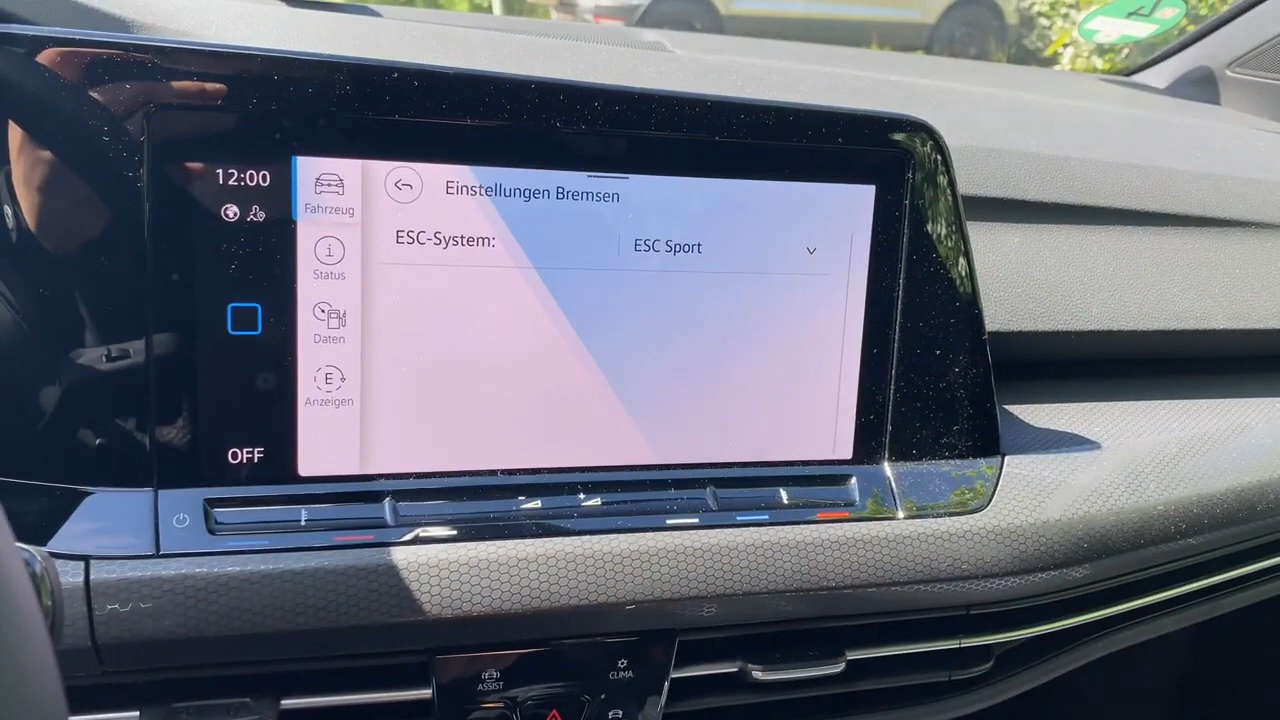 12:00
Fahrzeug
Einstellungen Bremsen
ESC-System:
ESC Sport
i
Status
Daten
E
Anzeigen
OFF
ASSIST
CLIMA